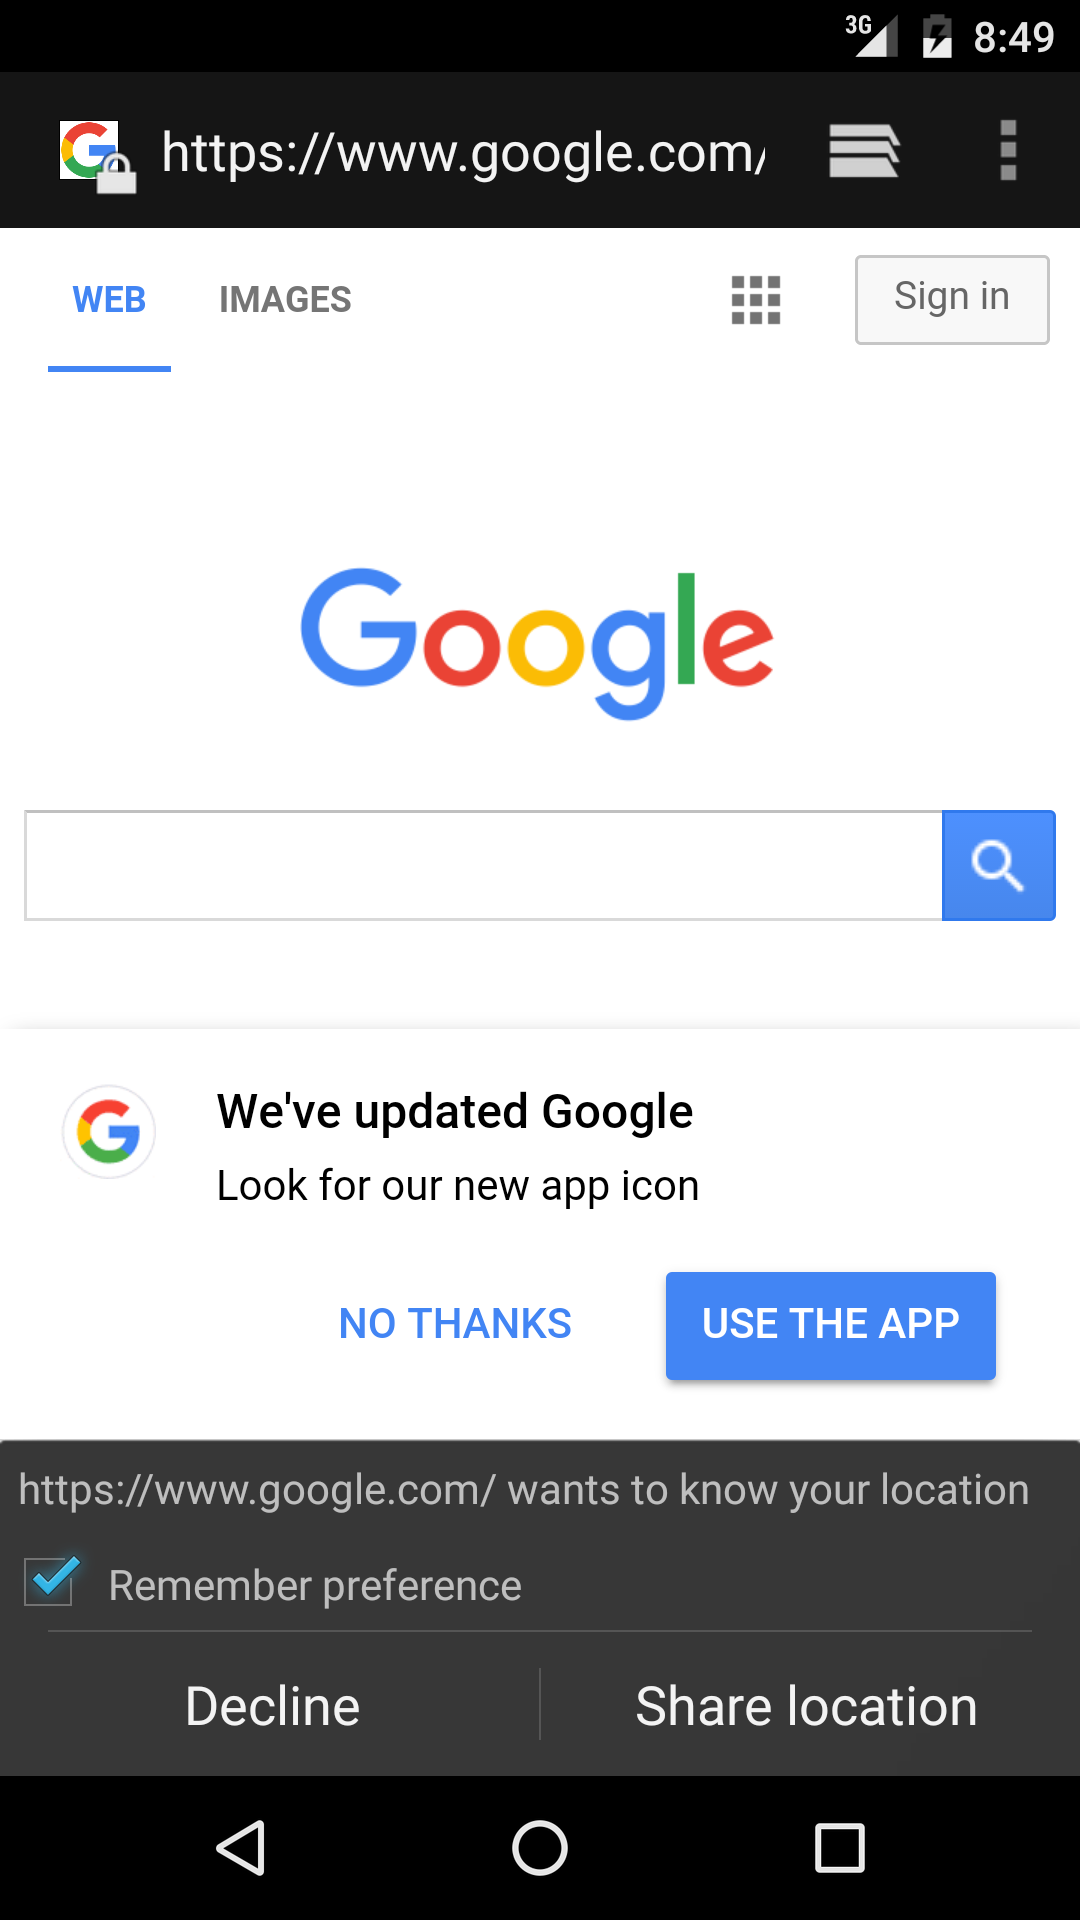 3G 8:49
https://www.google.com/
WEB IMAGES Sign in
Google
We've updated Google
Look for our new app icon
NO THANKS USE THE APP
https://www.google.com/ wants to know your location
Remember preference
Decline Share location